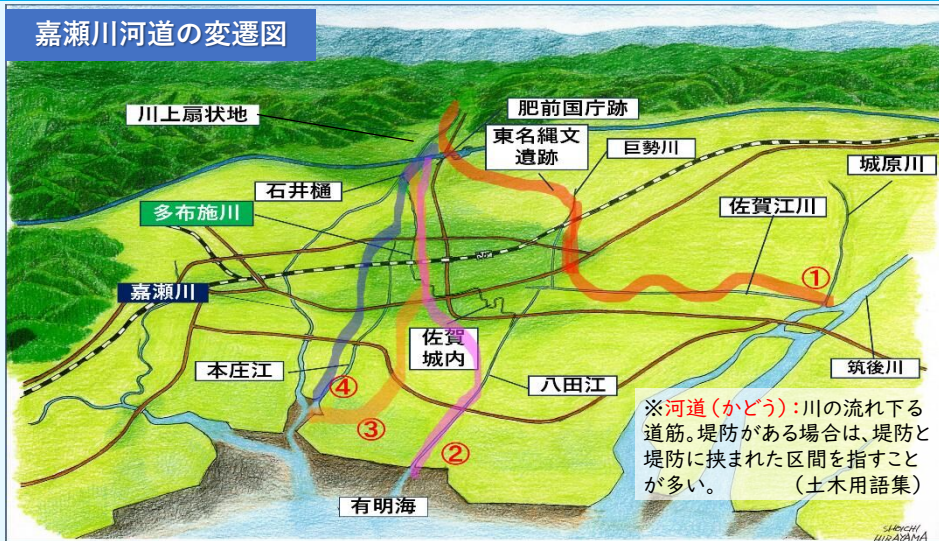 嘉瀬川河道の変遷図
川上扇状地
肥前国庁跡
東名縄文
遺跡
巨勢川
城原川
石井樋
多布施川
佐賀江川
①
嘉瀬川
佐賀
城内
本庄江
④
八田江
筑後川
③
②
有明海
※河道(かどう):川の流れ下る
道筋。堤防がある場合は、堤防と
堤防に挟まれた区間を指すこと
が多い。 (土木用語集)
SHOICHI
HIRAYAMA